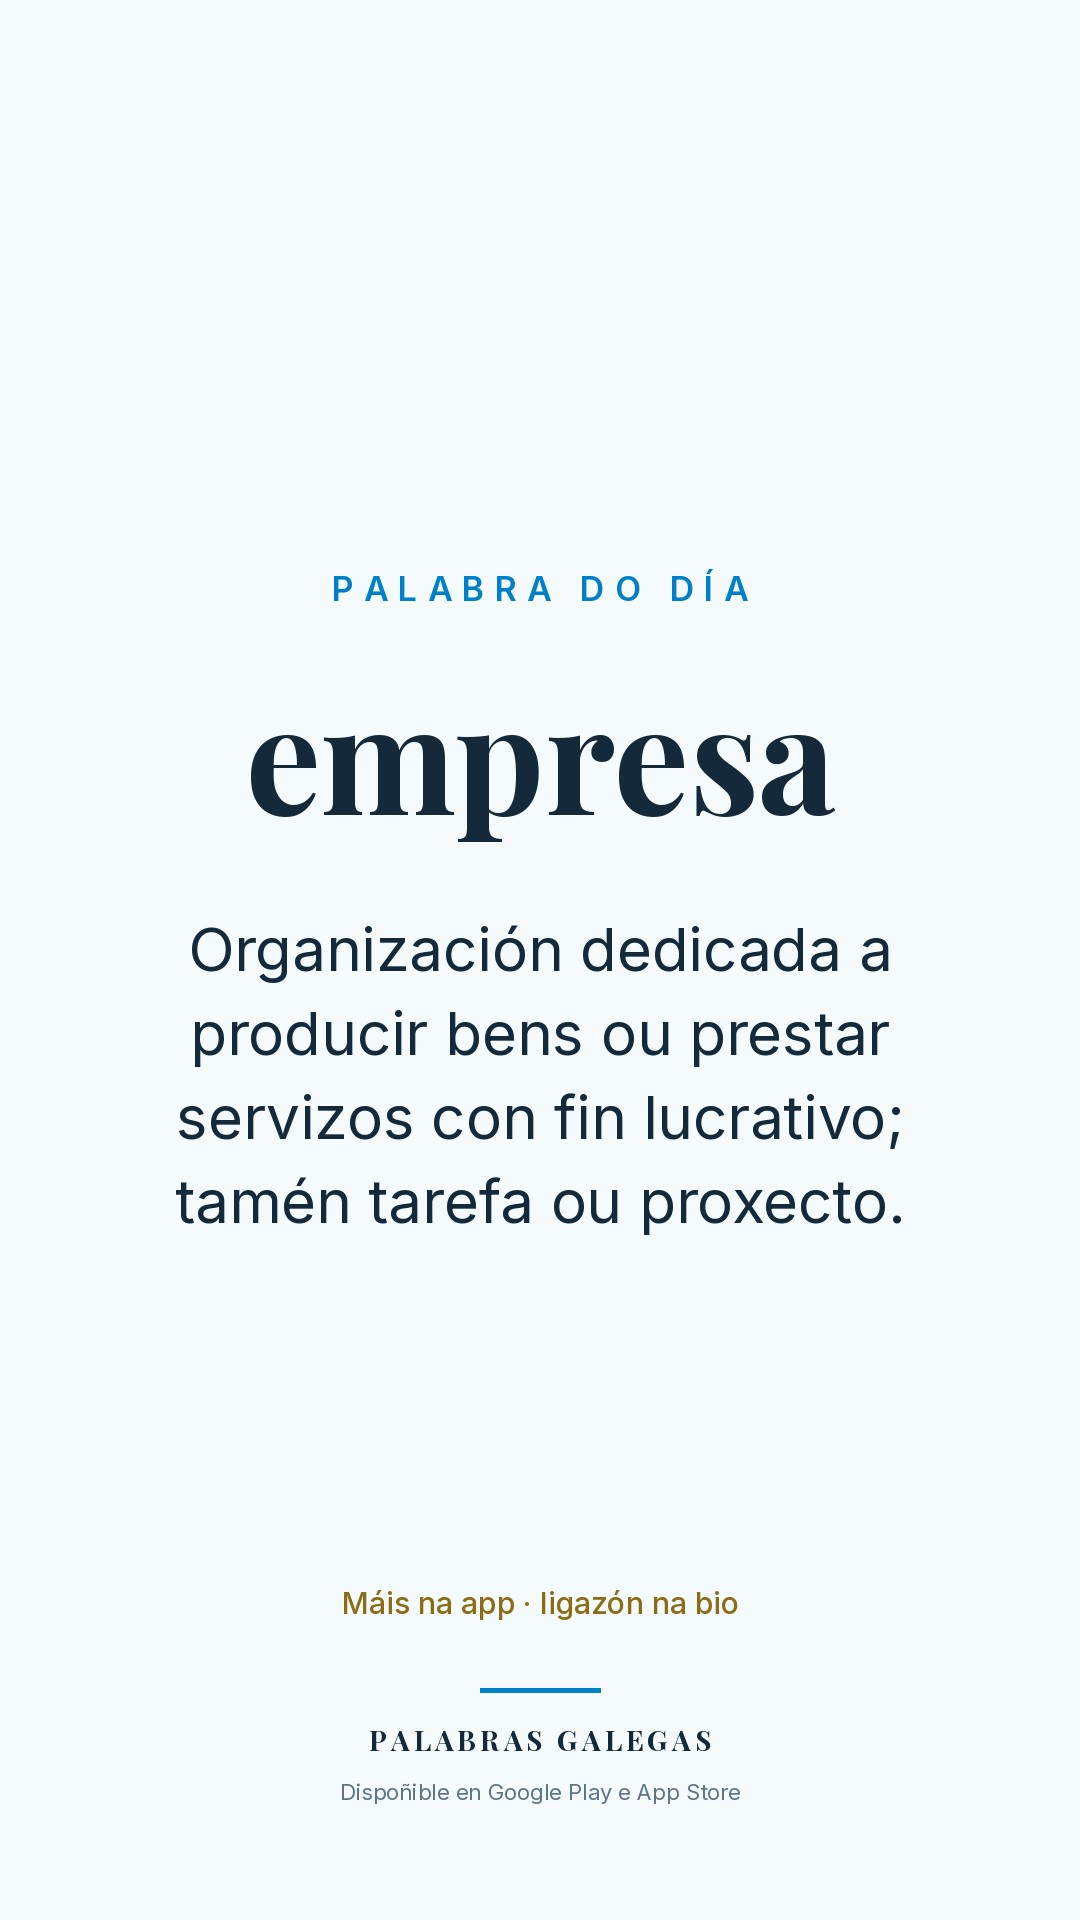 PALABRA DO DÍA
empresa
Organización dedicada a
producir bens ou prestar
servizos con fin lucrativo;
tamén tarefa ou proxecto.
Máis na app · ligazón na bio
PALABRAS GALEGAS
Dispoñible en Google Play e App Store